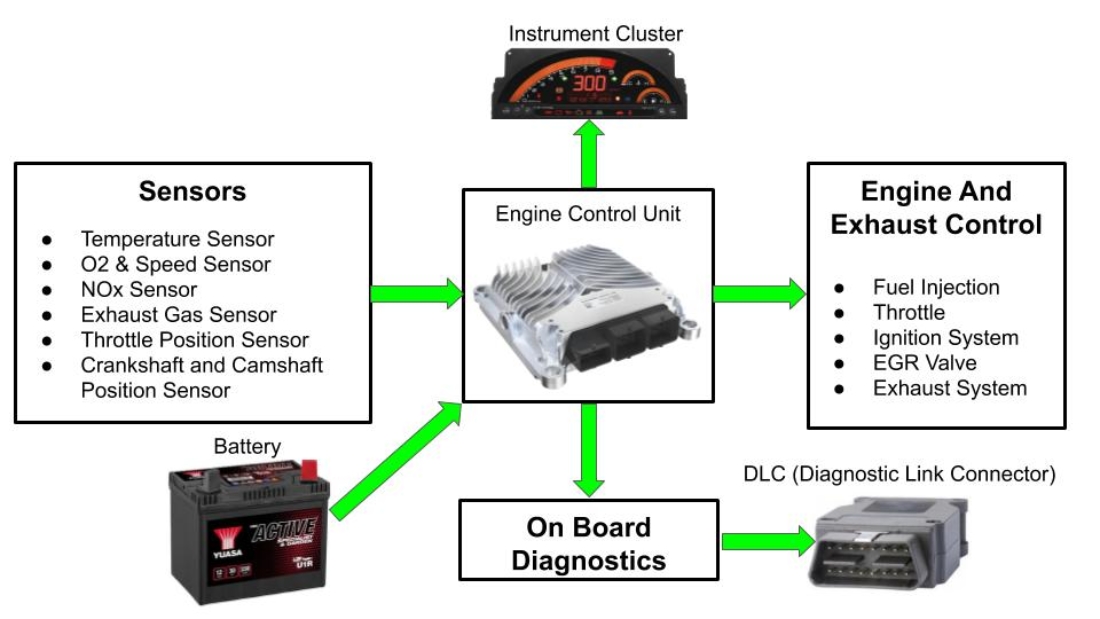 Instrument Cluster
300
Sensors
● Temperature Sensor
● O2 & Speed Sensor
● NOx Sensor
● Exhaust Gas Sensor
● Throttle Position Sensor
● Crankshaft and Camshaft
Position Sensor
Engine Control Unit
Engine And
Exhaust Control
● Fuel Injection
● Throttle
● Ignition System
● EGR Valve
● Exhaust System
Battery
ACTIVE
YUASA
U1R
On Board
Diagnostics
DLC (Diagnostic Link Connector)